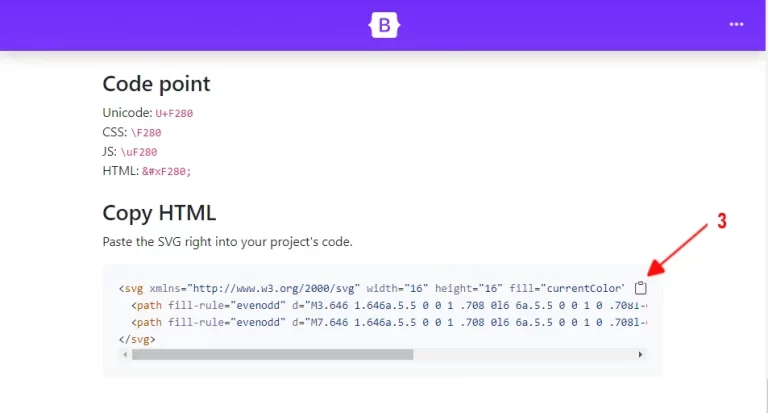 B
Code point
Unicode: U+F280
CSS: \F280
JS: \uF280
HTML: &#xF280;
Copy HTML
Paste the SVG right into your project's code.
3
<svg xmlns="http://www.w3.org/2000/svg" width="16" height="16" fill="currentColor"
<path fill-rule="evenodd" d="M3.646 1.646a.5.5 0 0 1 .708 0l6 6a.5.5 0 0 1 0 .708l-
<path fill-rule="evenodd" d="M7.646 1.646a.5.5 0 0 1 .708 0l6 6a.5.5 0 0 1 0 .708l-
</svg>